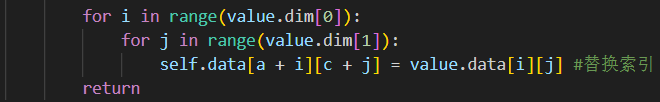 for i in range(value.dim[0]):
    for j in range(value.dim[1]):
        self.data[a + i][c + j] = value.data[i][j] #替换索引
return